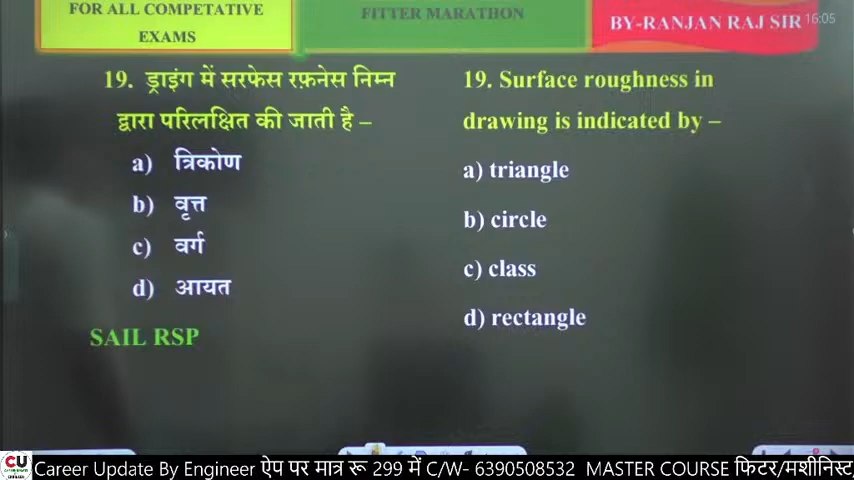 FOR ALL COMPETATIVE
EXAMS
FITTER MARATHON
BY-RANJAN RAJ SIR
16:05
19. ड्राइंग में सरफेस रफ़नेस निम्न
द्वारा परिलक्षित की जाती है –
a) त्रिकोण
b) वृत्त
c) वर्ग
d) आयत
SAIL RSP
19. Surface roughness in
drawing is indicated by –
a) triangle
b) circle
c) class
d) rectangle
CU
Career Update By Engineer ऐप पर मात्र रू 299 में C/W- 6390508532 MASTER COURSE फिटर/मशीनिस्ट